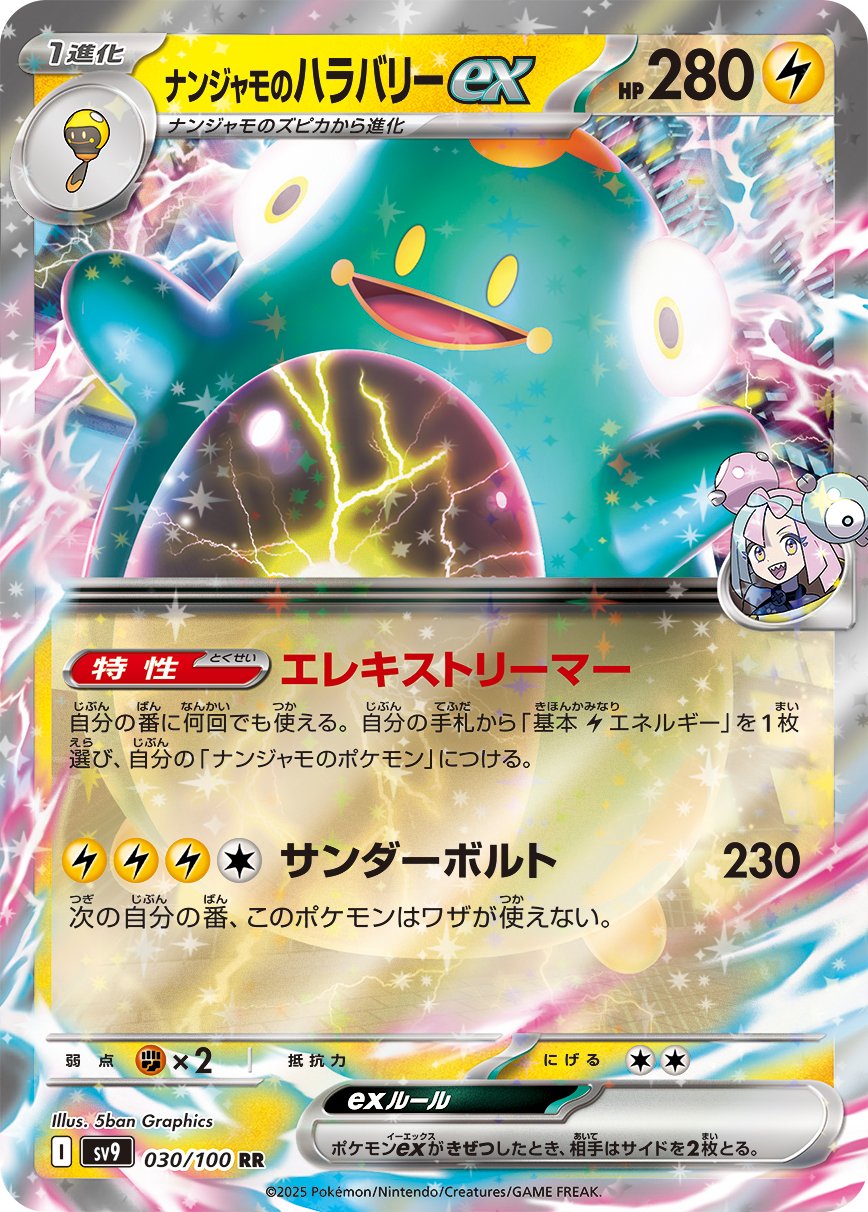 1進化
ナンジャモのハラバリーex
HP 280
ナンジャモのズピカから進化
特性 とくせい エレキストリーマー
じぶん ばん なんかい つか じぶん てふだ きほんかみなり まい
自分の番に何回でも使える。自分の手札から「基本エネルギー」を1枚
えら じぶん
選び、自分の「ナンジャモのポケモン」につける。
サンダーボルト 230
つぎ じぶん ばん つか
次の自分の番、このポケモンはワザが使えない。
弱点 ×2 抵抗力 にげる
exルール
イーエックス あいて まい
ポケモンexがきぜつしたとき、相手はサイドを2枚とる。
Illus. 5ban Graphics
I sv9 030/100 RR
©2025 Pokémon/Nintendo/Creatures/GAME FREAK.